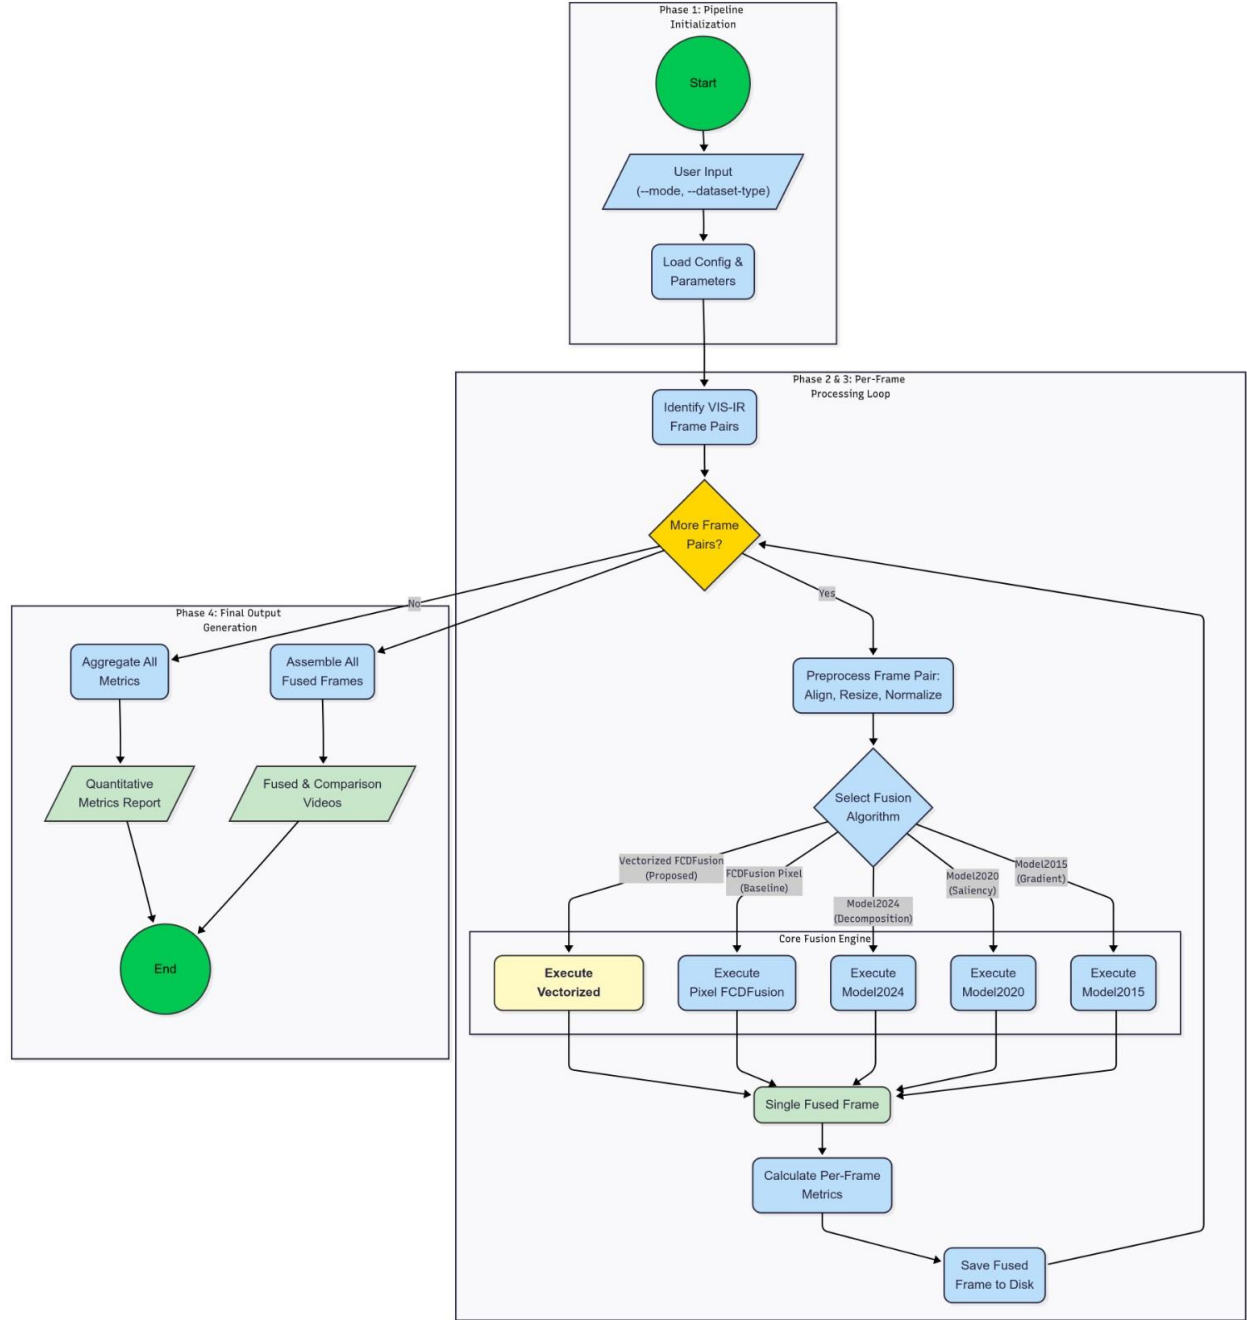 Phase 1: Pipeline
Initialization
Start
User Input
(--mode, --dataset-type)
Load Config &
Parameters
Phase 2 & 3: Per-Frame
Processing Loop
Identify VIS-IR
Frame Pairs
More Frame
Pairs?
No
Yes
Phase 4: Final Output
Generation
Aggregate All
Metrics
Assemble All
Fused Frames
Quantitative
Metrics Report
Fused & Comparison
Videos
End
Preprocess Frame Pair:
Align, Resize, Normalize
Select Fusion
Algorithm
Vectorized FCDFusion
(Proposed)
FCDFusion Pixel
(Baseline)
Model2024
(Decomposition)
Model2020
(Saliency)
Model2015
(Gradient)
Core Fusion Engine
Execute
Vectorized
Execute
Pixel FCDFusion
Execute
Model2024
Execute
Model2020
Execute
Model2015
Single Fused Frame
Calculate Per-Frame
Metrics
Save Fused
Frame to Disk